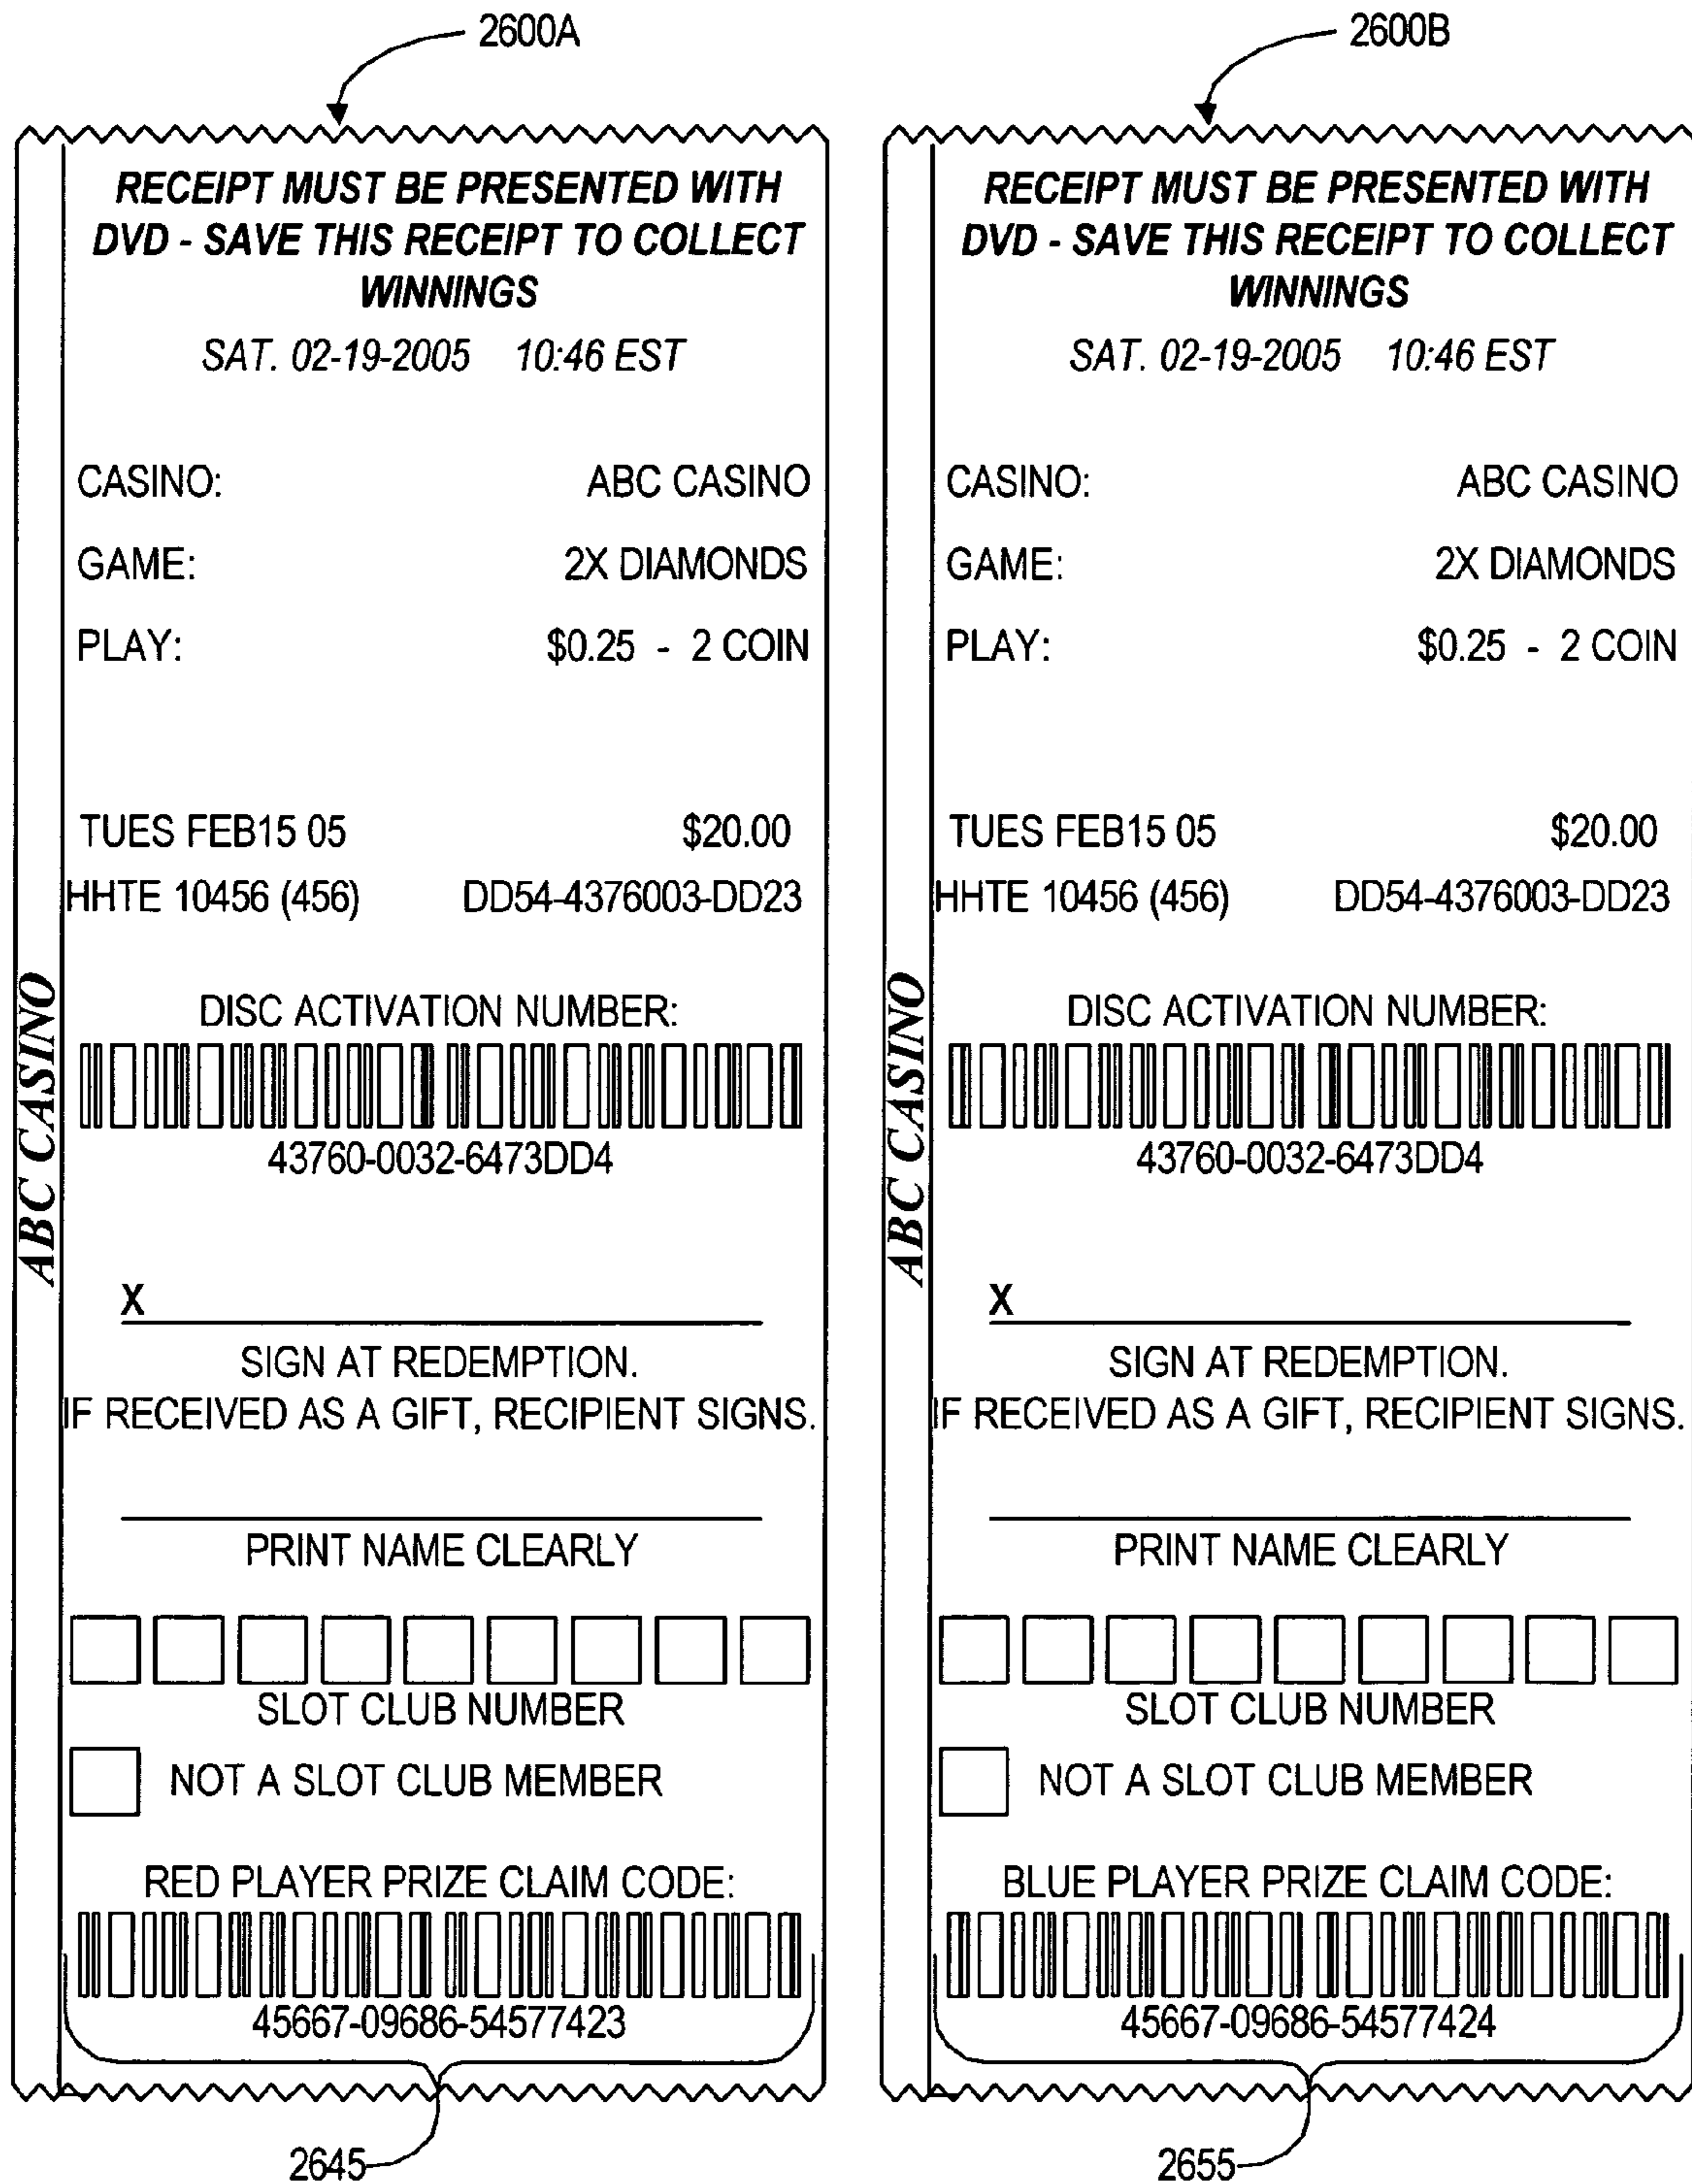 2600A
RECEIPT MUST BE PRESENTED WITH
DVD - SAVE THIS RECEIPT TO COLLECT
WINNINGS
SAT. 02-19-2005 10:46 EST
CASINO: ABC CASINO
GAME: 2X DIAMONDS
PLAY: $0.25 - 2 COIN
TUES FEB15 05 $20.00
HHTE 10456 (456) DD54-4376003-DD23
ABC CASINO
DISC ACTIVATION NUMBER:
43760-0032-6473DD4
X
SIGN AT REDEMPTION.
IF RECEIVED AS A GIFT, RECIPIENT SIGNS.
PRINT NAME CLEARLY
SLOT CLUB NUMBER
NOT A SLOT CLUB MEMBER
RED PLAYER PRIZE CLAIM CODE:
45667-09686-54577423
2645
2600B
RECEIPT MUST BE PRESENTED WITH
DVD - SAVE THIS RECEIPT TO COLLECT
WINNINGS
SAT. 02-19-2005 10:46 EST
CASINO: ABC CASINO
GAME: 2X DIAMONDS
PLAY: $0.25 - 2 COIN
TUES FEB15 05 $20.00
HHTE 10456 (456) DD54-4376003-DD23
ABC CASINO
DISC ACTIVATION NUMBER:
43760-0032-6473DD4
X
SIGN AT REDEMPTION.
IF RECEIVED AS A GIFT, RECIPIENT SIGNS.
PRINT NAME CLEARLY
SLOT CLUB NUMBER
NOT A SLOT CLUB MEMBER
BLUE PLAYER PRIZE CLAIM CODE:
45667-09686-54577424
2655